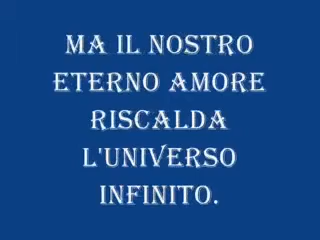 MA IL NOSTRO
ETERNO AMORE
RISCALDA
L'UNIVERSO
INFINITO.